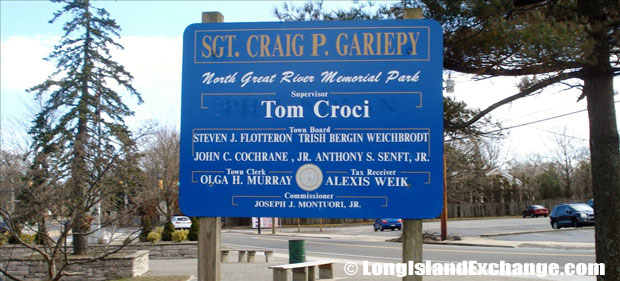 SGT. CRAIG P. GARIEPY
North Great River Memorial Park
Supervisor
Tom Croci
Town Board
STEVEN J. FLOTTERON TRISH BERGIN WEICHBRODT
JOHN C. COCHRANE , JR. ANTHONY S. SENFT, JR.
Town Clerk Tax Receiver
OLGA H. MURRAY ALEXIS WEIK
Commissioner
JOSEPH J. MONTUORI, JR.
© www.LongIslandExchange.com